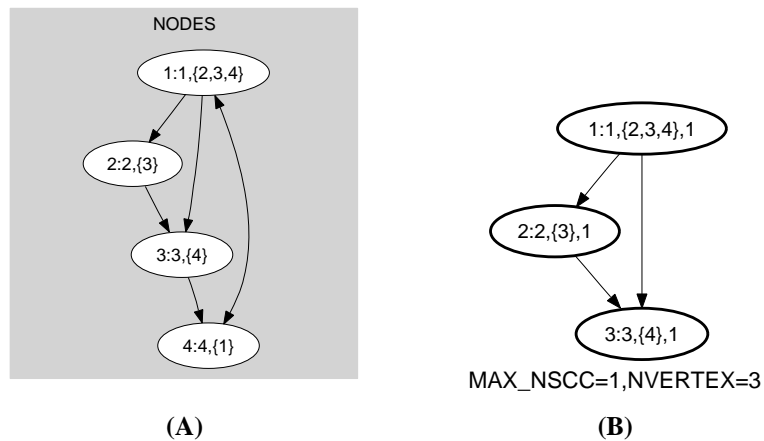 NODES
1:1,{2,3,4}
2:2,{3}
3:3,{4}
4:4,{1}
(A)
1:1,{2,3,4},1
2:2,{3},1
3:3,{4},1
MAX_NSCC=1,NVERTEX=3
(B)